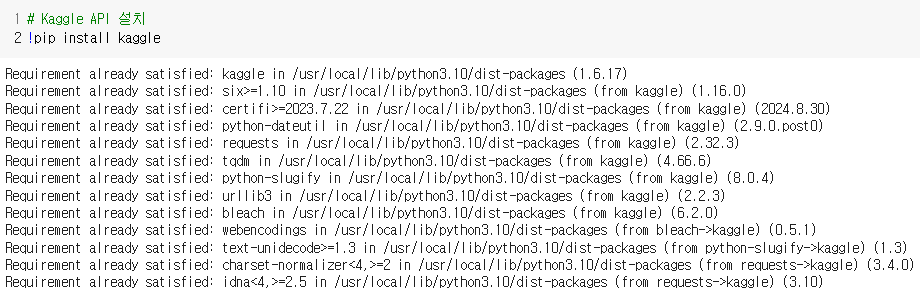 1 # Kaggle API 설치
2 !pip install kaggle
Requirement already satisfied: kaggle in /usr/local/lib/python3.10/dist-packages (1.6.17)
Requirement already satisfied: six>=1.10 in /usr/local/lib/python3.10/dist-packages (from kaggle) (1.16.0)
Requirement already satisfied: certifi>=2023.7.22 in /usr/local/lib/python3.10/dist-packages (from kaggle) (2024.8.30)
Requirement already satisfied: python-dateutil in /usr/local/lib/python3.10/dist-packages (from kaggle) (2.9.0.post0)
Requirement already satisfied: requests in /usr/local/lib/python3.10/dist-packages (from kaggle) (2.32.3)
Requirement already satisfied: tqdm in /usr/local/lib/python3.10/dist-packages (from kaggle) (4.66.6)
Requirement already satisfied: python-slugify in /usr/local/lib/python3.10/dist-packages (from kaggle) (8.0.4)
Requirement already satisfied: urllib3 in /usr/local/lib/python3.10/dist-packages (from kaggle) (2.2.3)
Requirement already satisfied: bleach in /usr/local/lib/python3.10/dist-packages (from kaggle) (6.2.0)
Requirement already satisfied: webencodings in /usr/local/lib/python3.10/dist-packages (from bleach->kaggle) (0.5.1)
Requirement already satisfied: text-unidecode>=1.3 in /usr/local/lib/python3.10/dist-packages (from python-slugify->kaggle) (1.3)
Requirement already satisfied: charset-normalizer<4,>=2 in /usr/local/lib/python3.10/dist-packages (from requests->kaggle) (3.4.0)
Requirement already satisfied: idna<4,>=2.5 in /usr/local/lib/python3.10/dist-packages (from requests->kaggle) (3.10)